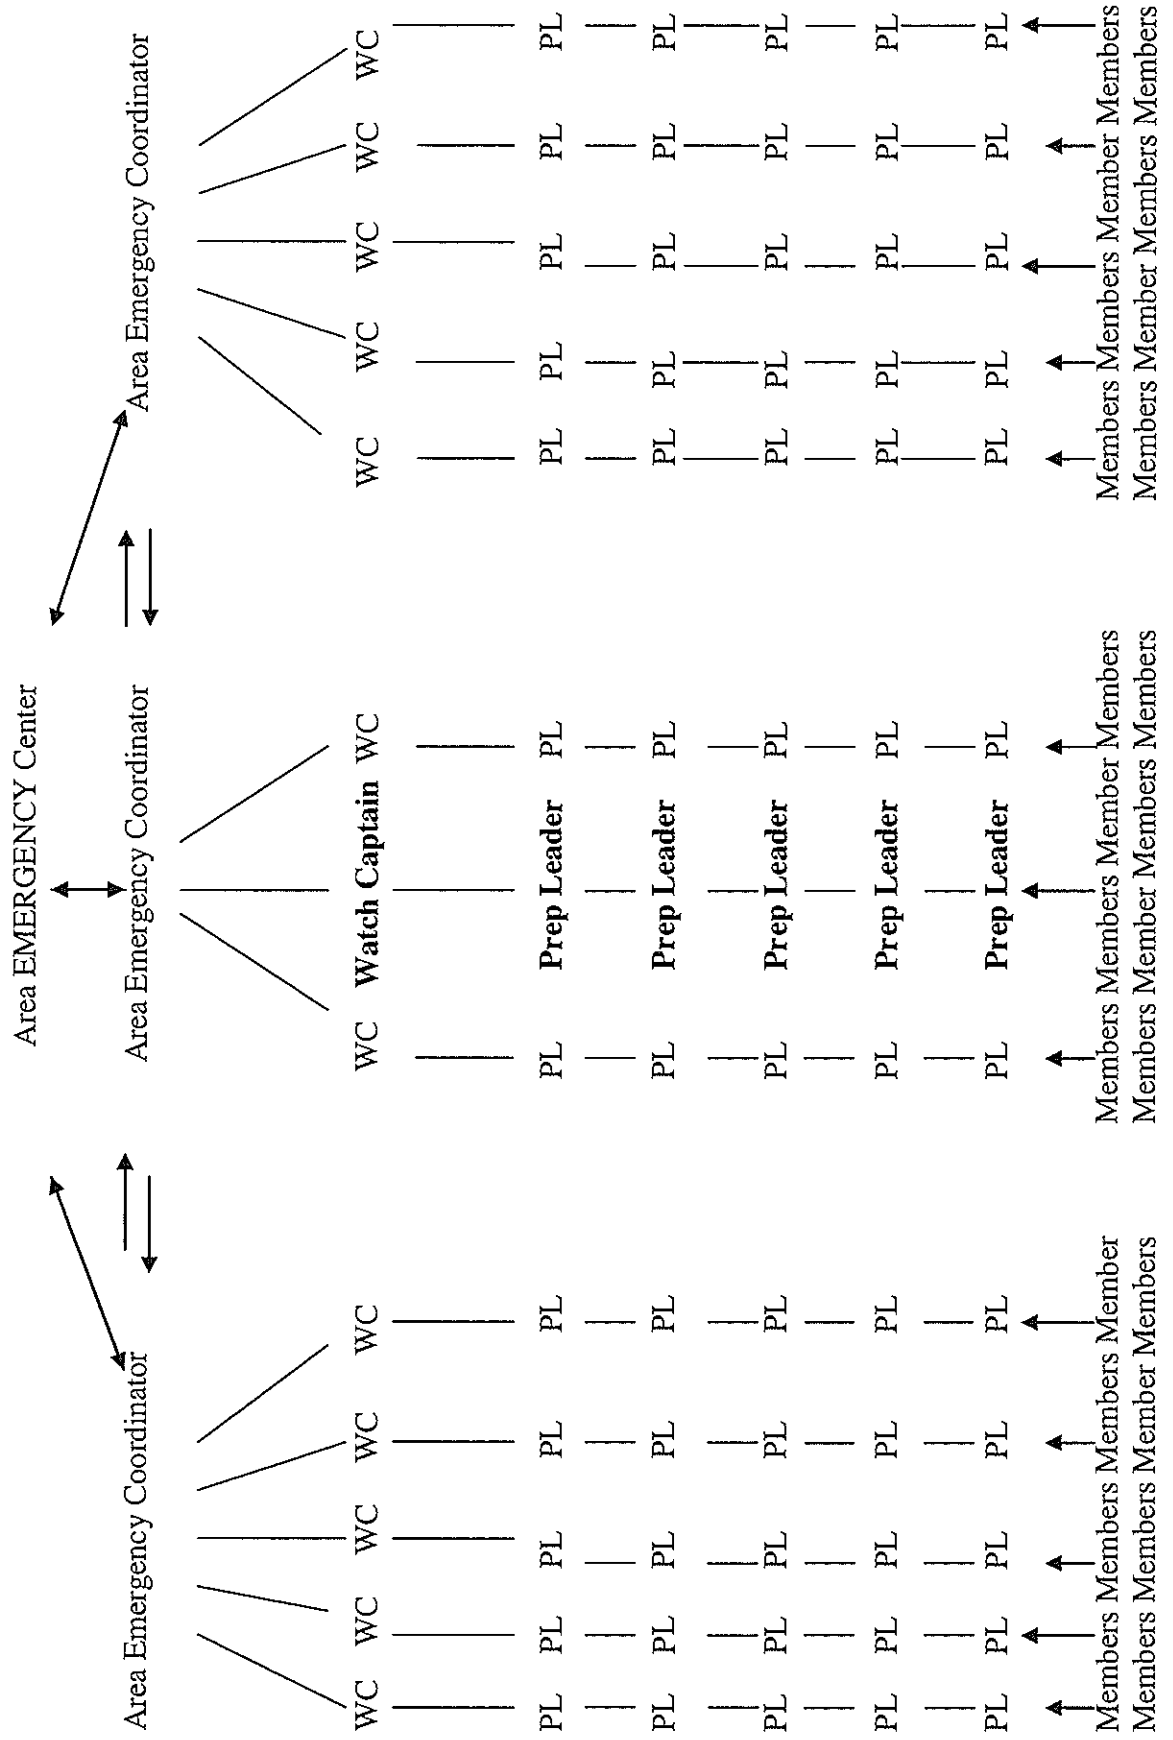 Area EMERGENCY Center
Area Emergency Coordinator Area Emergency Coordinator Area Emergency Coordinator
WC WC WC WC WC WC Watch Captain WC WC WC WC WC WC
PL PL PL PL PL PL Prep Leader PL PL PL PL PL PL
PL PL PL PL PL PL Prep Leader PL PL PL PL PL PL
PL PL PL PL PL PL Prep Leader PL PL PL PL PL PL
PL PL PL PL PL PL Prep Leader PL PL PL PL PL PL
PL PL PL PL PL PL Prep Leader PL PL PL PL PL PL
Members Members Members Members Member Members Members Members Member Members Members Members Members Member Members
Members Members Members Member Members Members Member Members Members Members Members Members Member Members Members